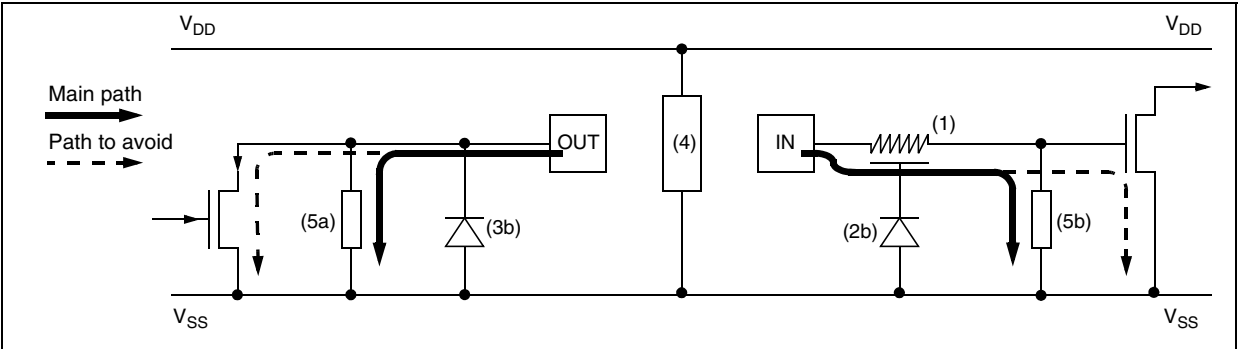 VDD
VDD
Main path
Path to avoid
OUT
(4)
IN
(1)
(5a)
(3b)
(2b)
(5b)
VSS
VSS